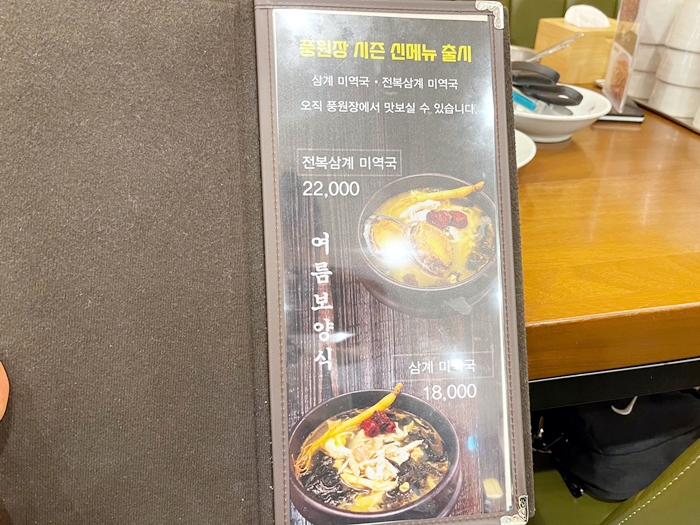 풍원장 시즌 신메뉴 출시
삼계 미역국 · 전복삼계 미역국
오직 풍원장에서 맛보실 수 있습니다.
전복삼계 미역국
22,000
여름보양식
삼계 미역국
18,000